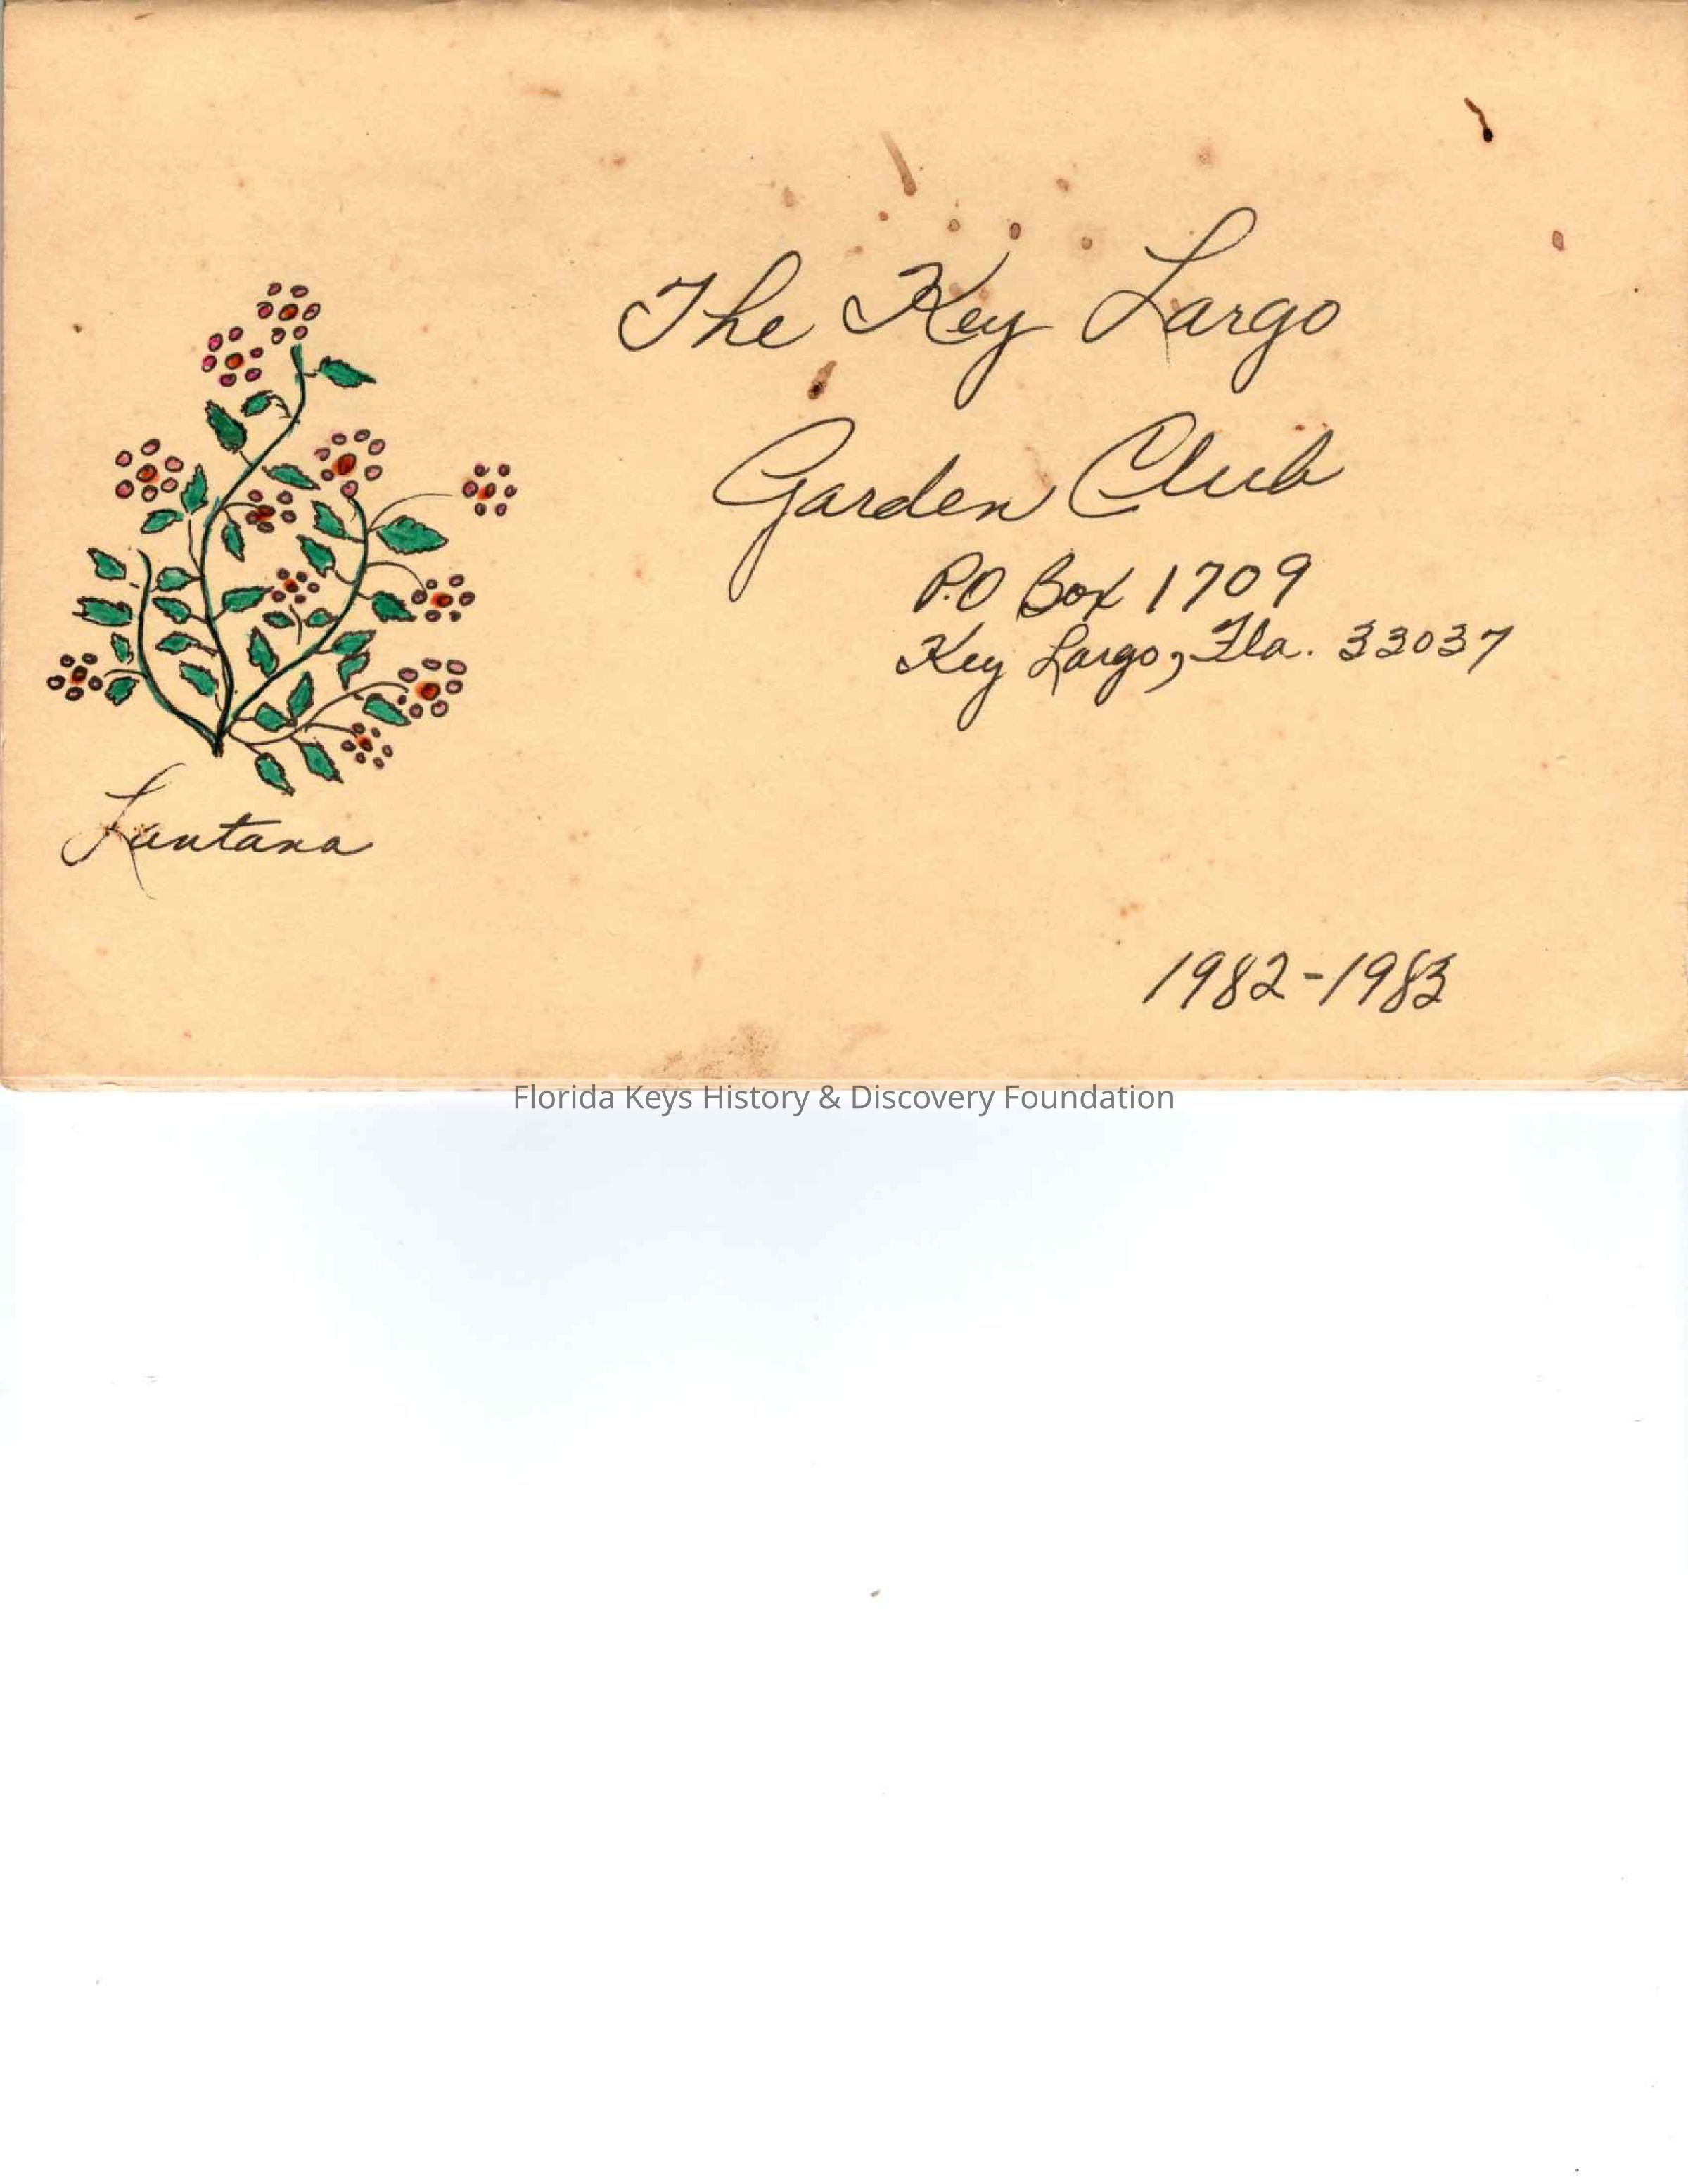 The Key Largo
Garden Club
P.O Box 1709
Key Largo, Fla. 33037
Lantana
1982-1983
Florida Keys History & Discovery Foundation